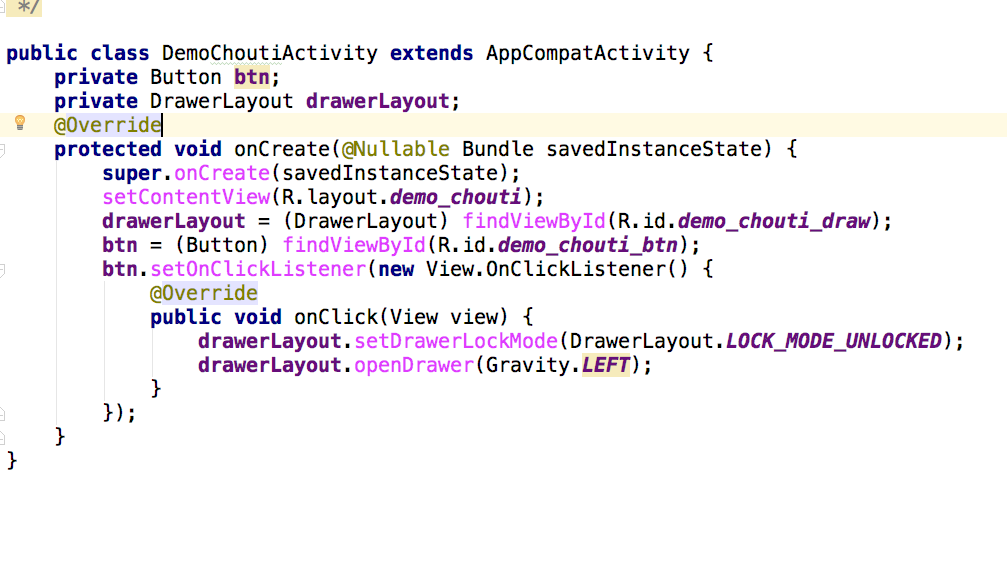 */
public class DemoChoutiActivity extends AppCompatActivity {
    private Button btn;
    private DrawerLayout drawerLayout;
    @Override
    protected void onCreate(@Nullable Bundle savedInstanceState) {
        super.onCreate(savedInstanceState);
        setContentView(R.layout.demo_chouti);
        drawerLayout = (DrawerLayout) findViewById(R.id.demo_chouti_draw);
        btn = (Button) findViewById(R.id.demo_chouti_btn);
        btn.setOnClickListener(new View.OnClickListener() {
            @Override
            public void onClick(View view) {
                drawerLayout.setDrawerLockMode(DrawerLayout.LOCK_MODE_UNLOCKED);
                drawerLayout.openDrawer(Gravity.LEFT);
            }
        });
    }
}